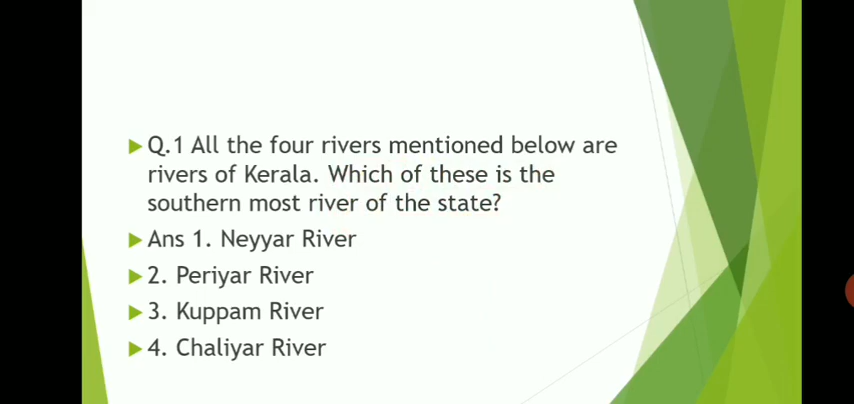 Q.1 All the four rivers mentioned below are
rivers of Kerala. Which of these is the
southern most river of the state?
Ans 1. Neyyar River
2. Periyar River
3. Kuppam River
4. Chaliyar River